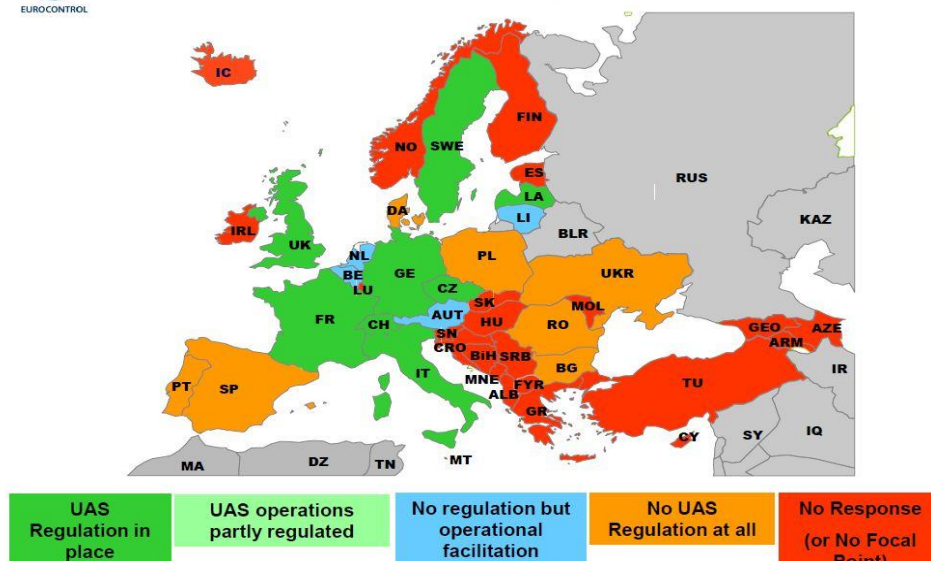 EUROCONTROL
IC
FIN
NO
SWE
ES
RUS
LA
KAZ
DA
LI
IRL
BLR
UK
NL
GE
PL
BE
UKR
LU
CZ
SK
MOL
FR
CH
AUT
HU
RO
GEO
AZE
SN
CRO
ARM
BiH
SRB
IT
BG
IR
MNE
FYR
TU
PT
SP
ALB
GR
CY
SY
IQ
MA
DZ
TN
MT
UAS
Regulation in
place
UAS operations
partly regulated
No regulation but
operational
facilitation
No UAS
Regulation at all
No Response
(or No Focal
Point)